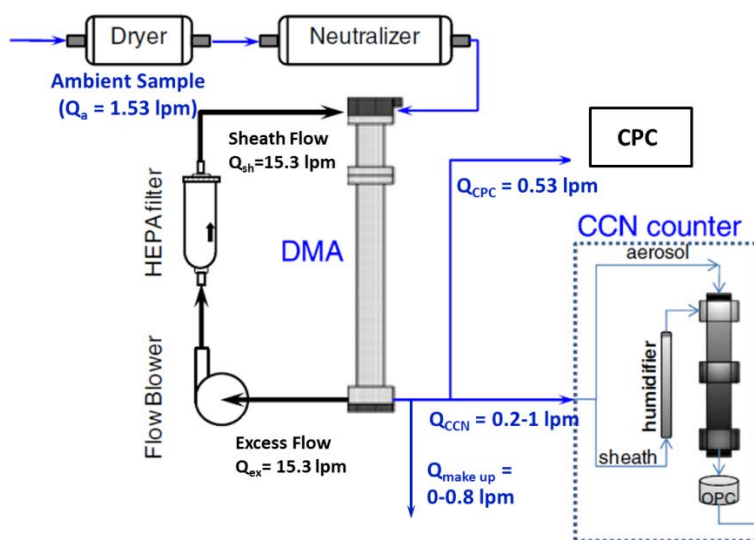 Dryer
Neutralizer
Ambient Sample
(Qa = 1.53 lpm)
Sheath Flow
Qsh=15.3 lpm
CPC
QCPC = 0.53 lpm
HEPA filter
DMA
CCN counter
aerosol
humidifier
Flow Blower
QCCN = 0.2-1 lpm
sheath
Excess Flow
Qex= 15.3 lpm
Qmake up =
0-0.8 lpm
OPC